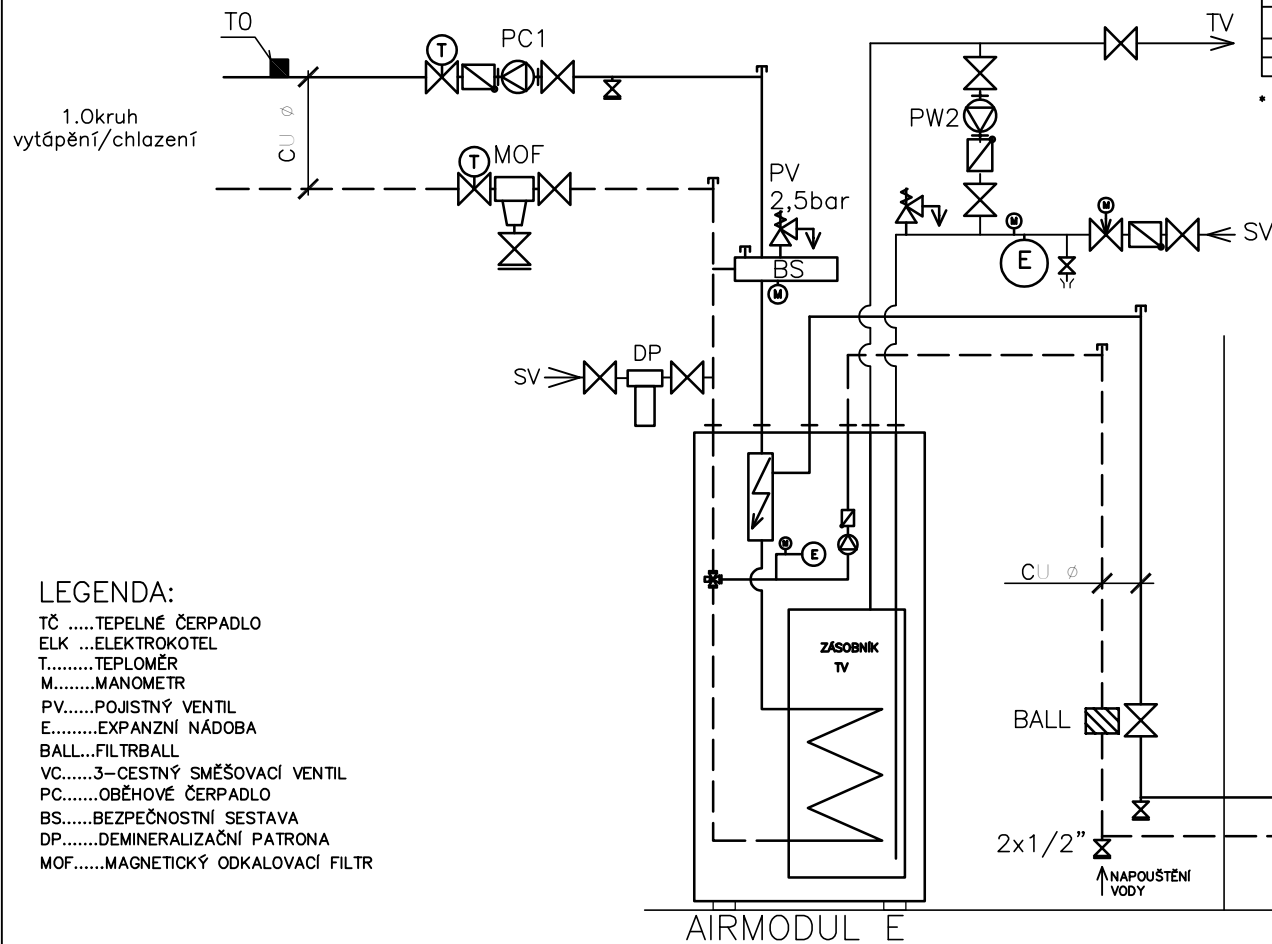 TO
PC1
TV
T
1.Okruh
vytápění/chlazení
CU ø
PW2
T
MOF
PV
2,5bar
M
M
SV
E
BS
M
SV
DP
M
E
CU ø
LEGENDA:
TČ .....TEPELNÉ ČERPADLO
ELK ...ELEKTROKOTEL
T.........TEPLOMĚR
M........MANOMETR
PV......POJISTNÝ VENTIL
E.........EXPANZNÍ NÁDOBA
BALL...FILTRBALL
VC......3-CESTNÝ SMĚŠOVACÍ VENTIL
PC.......OBĚHOVÉ ČERPADLO
BS......BEZPEČNOSTNÍ SESTAVA
DP.......DEMINERALIZAČNÍ PATRONA
MOF......MAGNETICKÝ ODKALOVACÍ FILTR
ZÁSOBNÍK
TV
BALL
2x1/2"
NAPOUŠTĚNÍ
VODY
AIRMODUL E